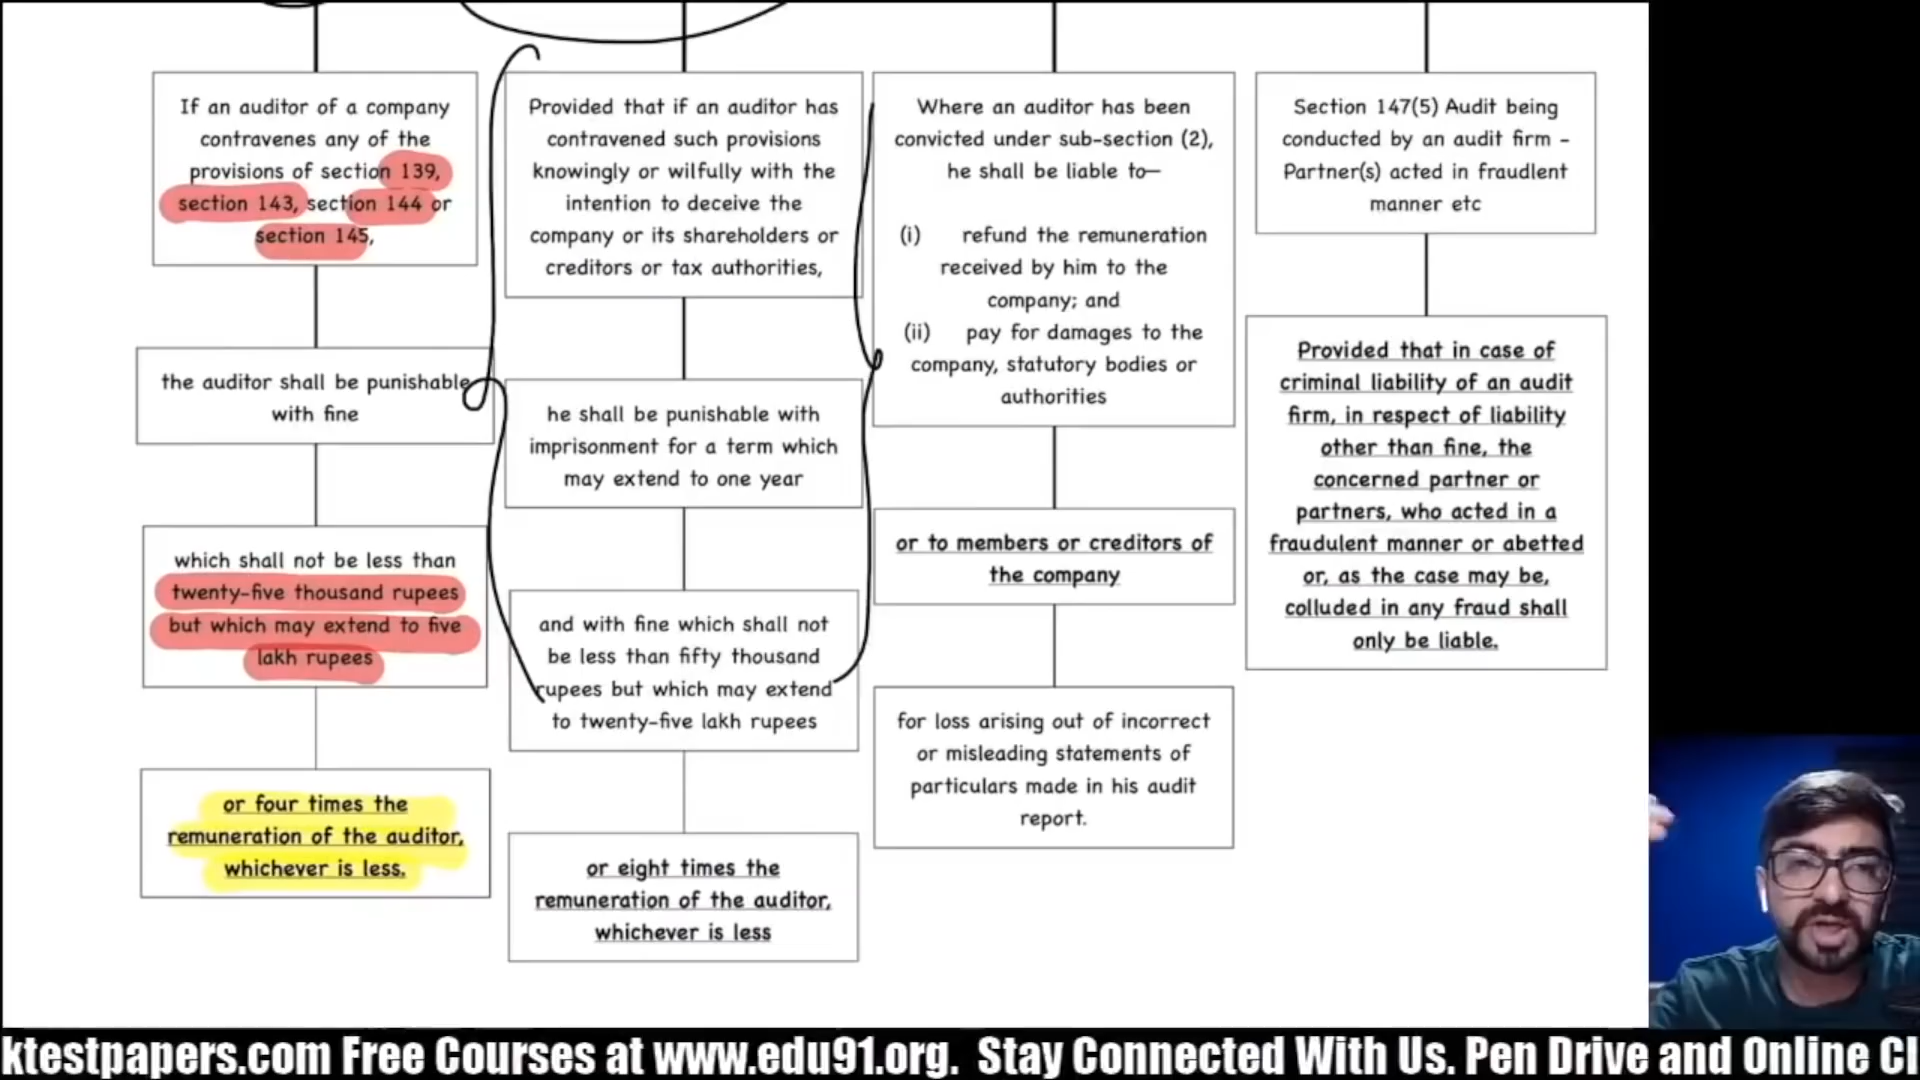 If an auditor of a company
contravenes any of the
provisions of section 139,
section 143, section 144 or
section 145,
the auditor shall be punishable
with fine
which shall not be less than
twenty-five thousand rupees
but which may extend to five
lakh rupees
or four times the
remuneration of the auditor,
whichever is less.
Provided that if an auditor has
contravened such provisions
knowingly or wilfully with the
intention to deceive the
company or its shareholders or
creditors or tax authorities,
he shall be punishable with
imprisonment for a term which
may extend to one year
and with fine which shall not
be less than fifty thousand
rupees but which may extend
to twenty-five lakh rupees
or eight times the
remuneration of the auditor,
whichever is less
Where an auditor has been
convicted under sub-section (2),
he shall be liable to—
(i) refund the remuneration
received by him to the
company; and
(ii) pay for damages to the
company, statutory bodies or
authorities
or to members or creditors of
the company
for loss arising out of incorrect
or misleading statements of
particulars made in his audit
report.
Section 147(5) Audit being
conducted by an audit firm -
Partner(s) acted in fraudlent
manner etc
Provided that in case of
criminal liability of an audit
firm, in respect of liability
other than fine, the
concerned partner or
partners, who acted in a
fraudulent manner or abetted
or, as the case may be,
colluded in any fraud shall
only be liable.
ktestpapers.com Free Courses at www.edu91.org. Stay Connected With Us. Pen Drive and Online Cl